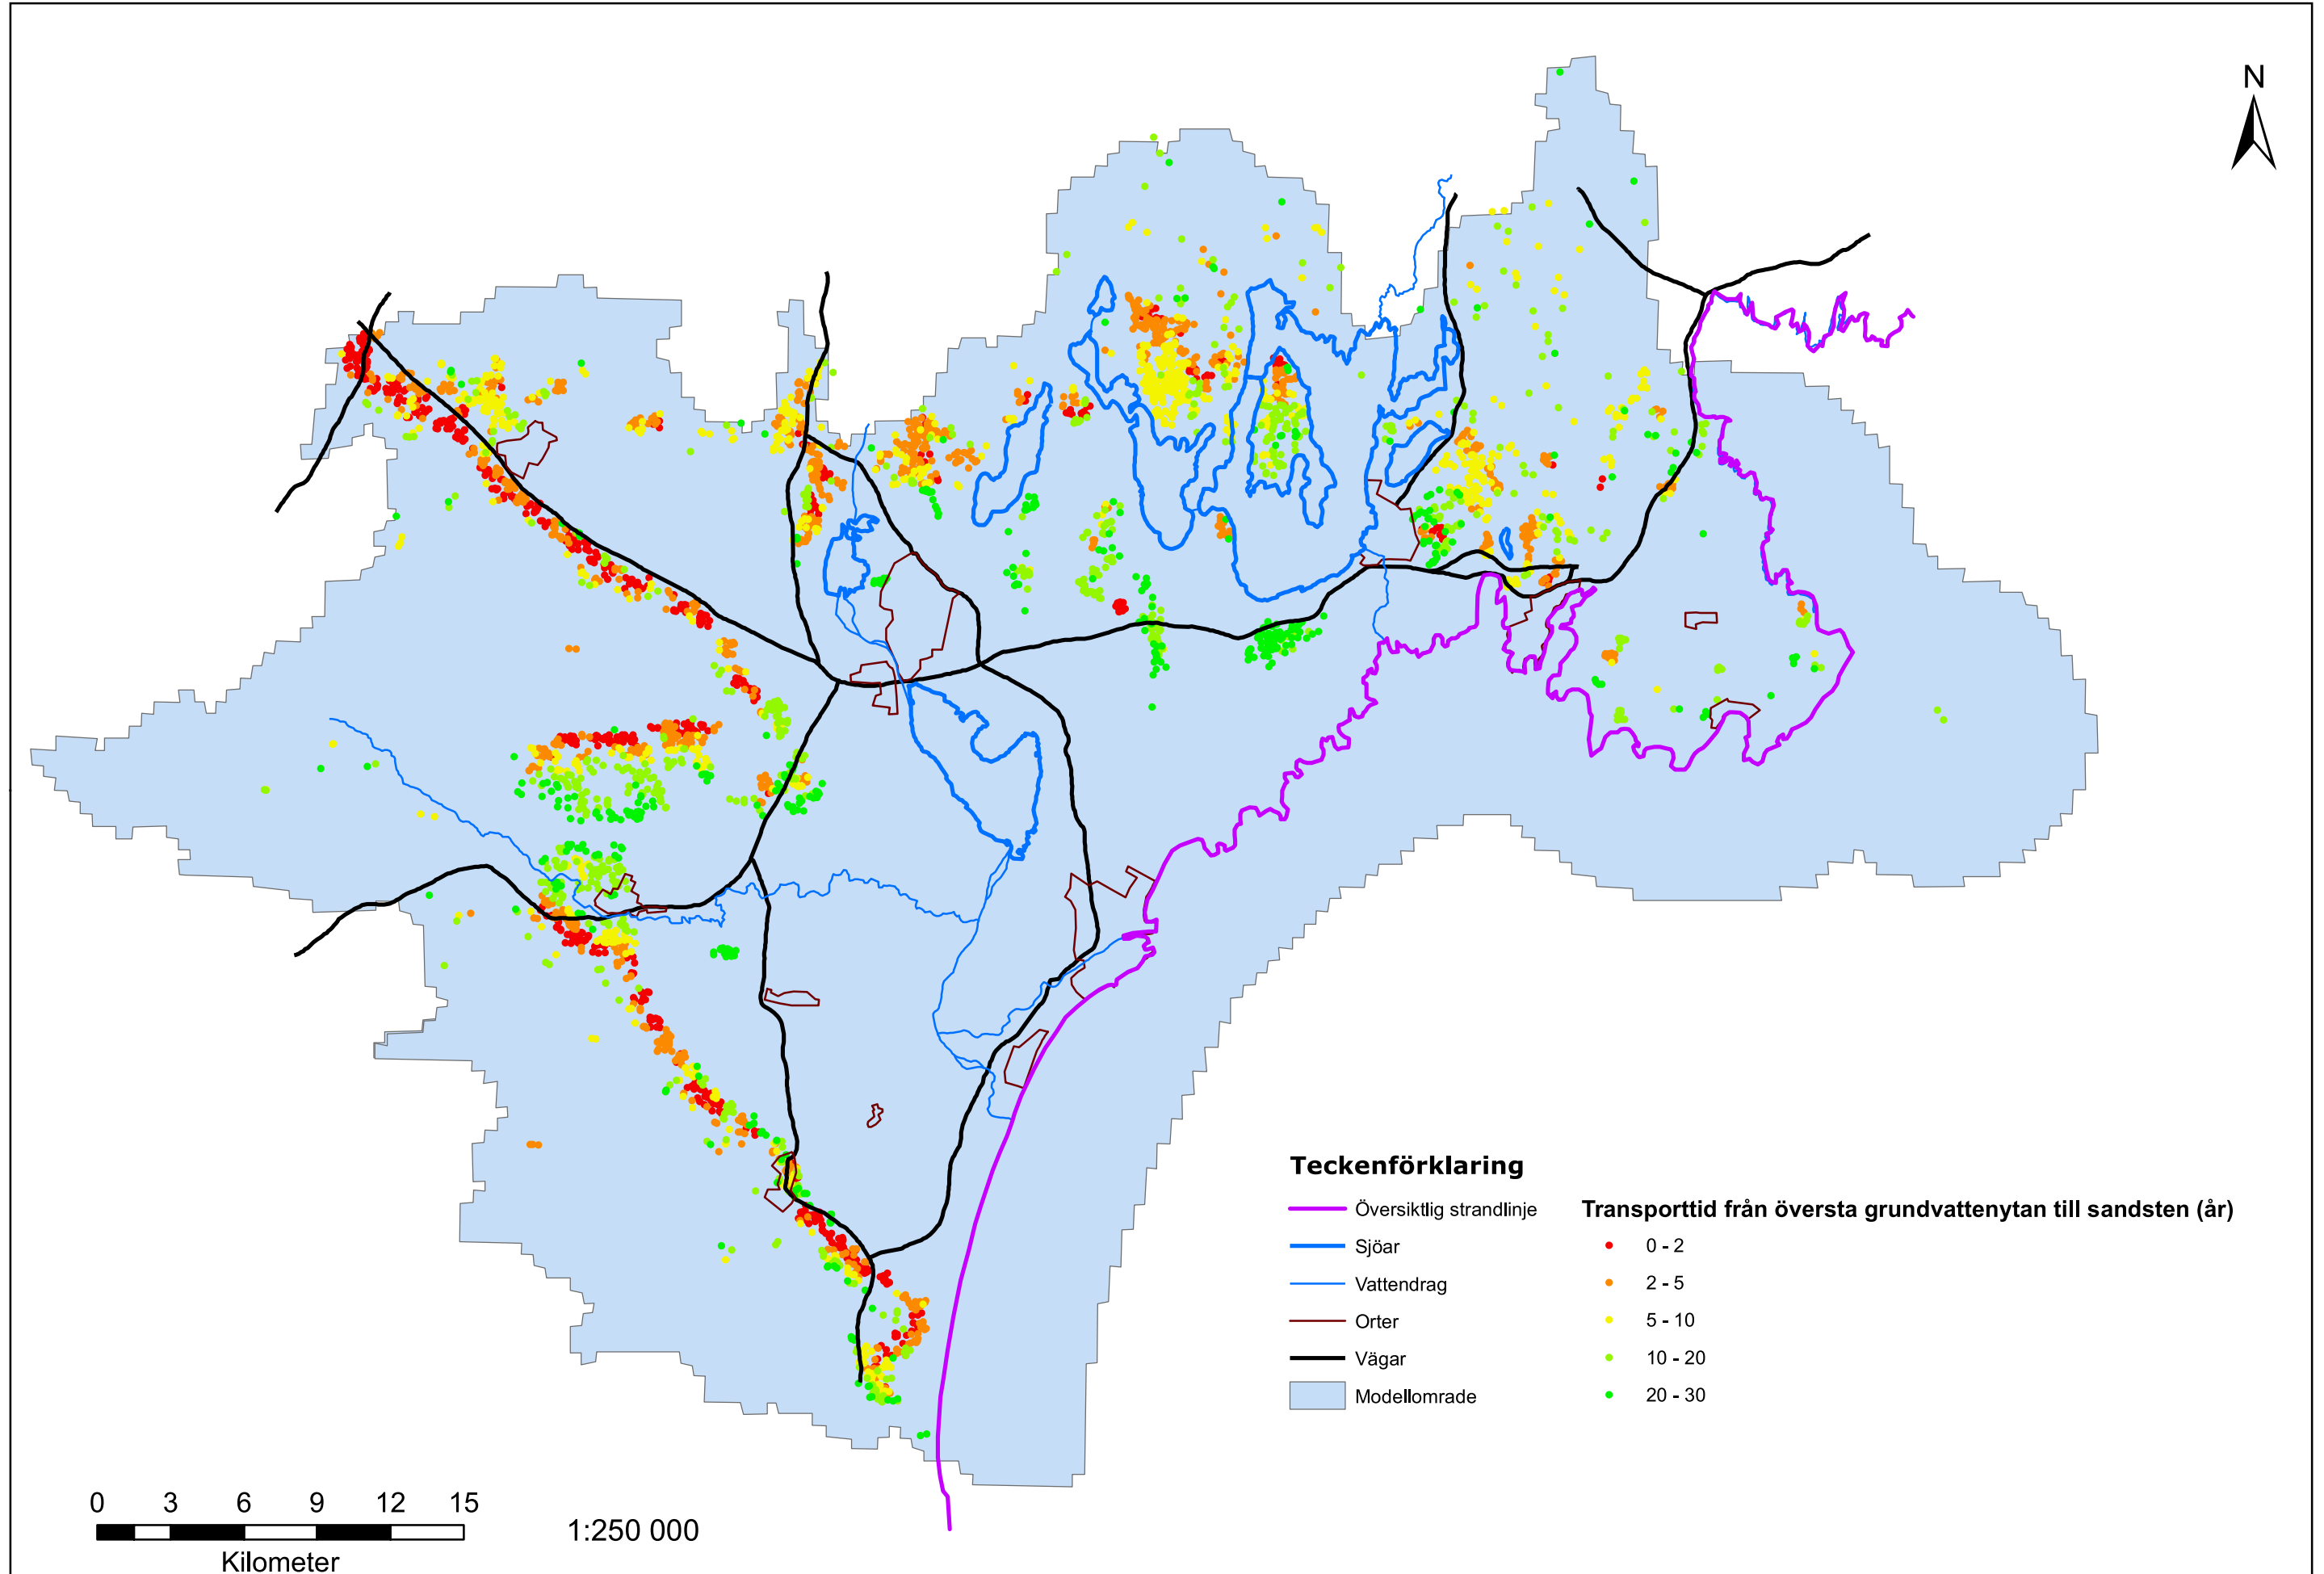 N
Teckenförklaring
Översiktlig strandlinje
Sjöar
Vattendrag
Orter
Vägar
Modellomrade
Transporttid från översta grundvattenytan till sandsten (år)
0 - 2
2 - 5
5 - 10
10 - 20
20 - 30
0 3 6 9 12 15
Kilometer
1:250 000